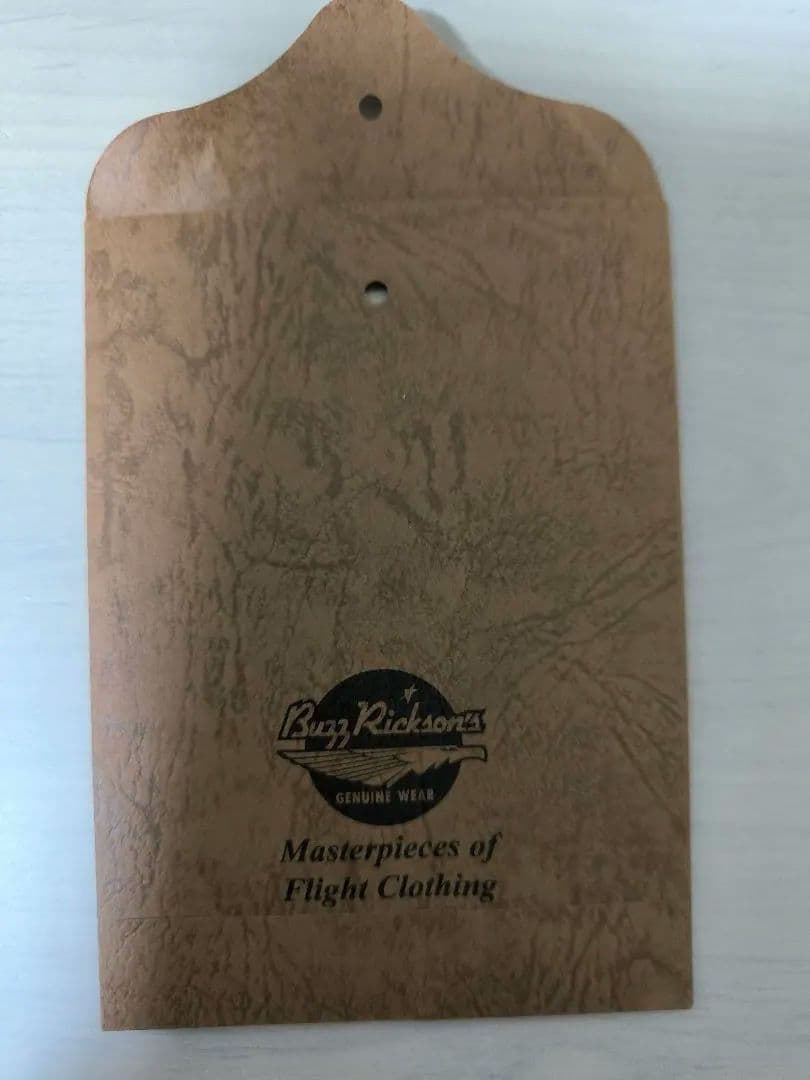 Buzz Rickson's
GENUINE WEAR
Masterpieces of
Flight Clothing